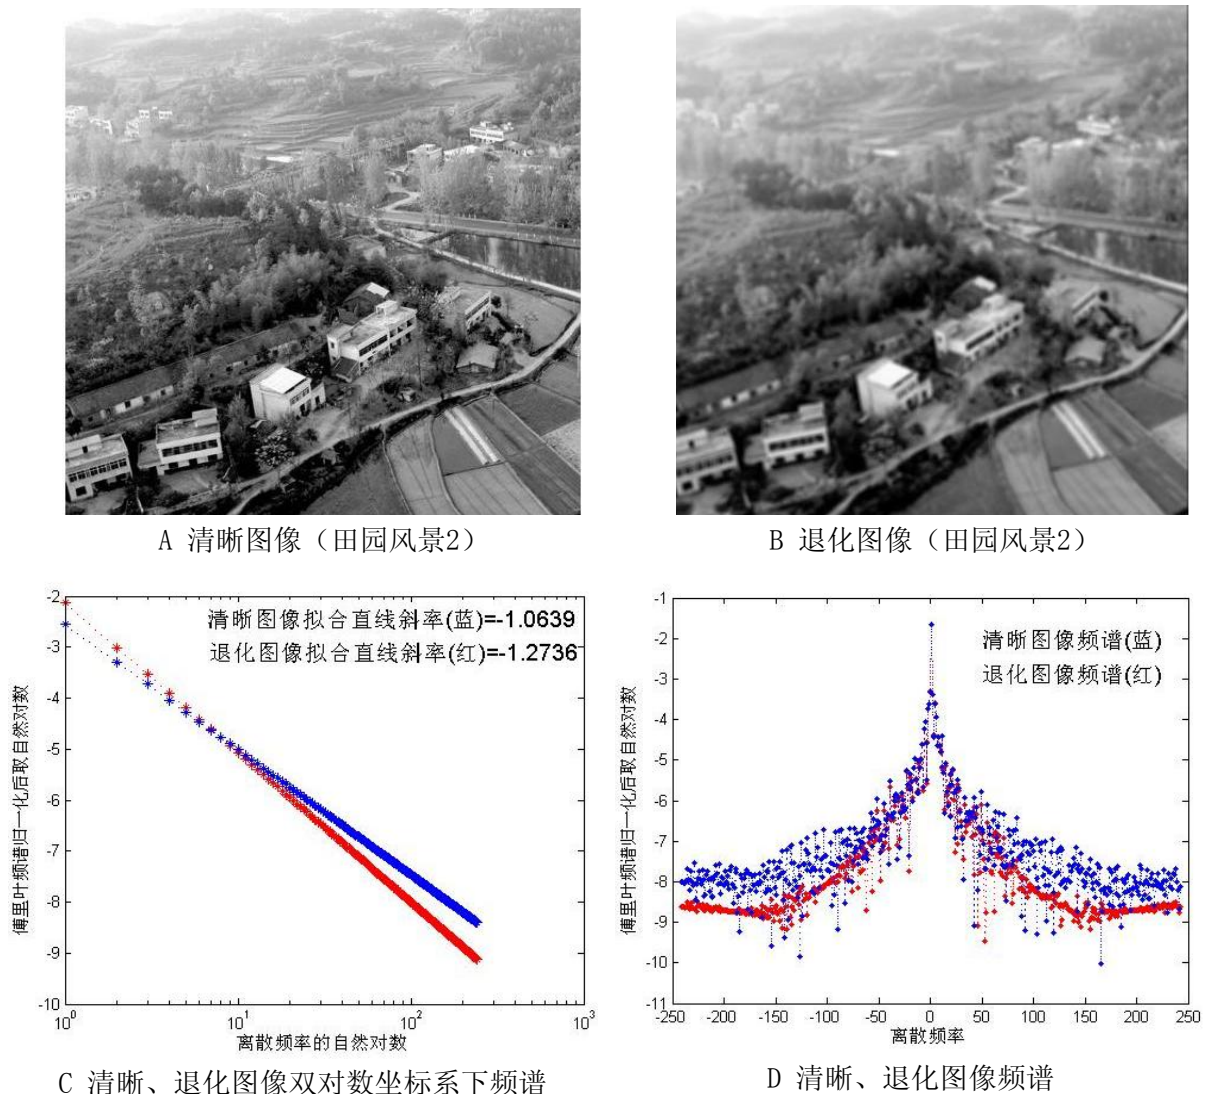 A 清晰图像（田园风景2）
B 退化图像（田园风景2）
清晰图像拟合直线斜率(蓝)=-1.0639
退化图像拟合直线斜率(红)=-1.2736
傅里叶频谱归一化后取自然对数
-2
-3
-4
-5
-6
-7
-8
-9
-10
10⁰ 10¹ 10² 10³
离散频率的自然对数
C 清晰、退化图像双对数坐标系下频谱
清晰图像频谱(蓝)
退化图像频谱(红)
傅里叶频谱归一化后取自然对数
-1
-2
-3
-4
-5
-6
-7
-8
-9
-10
-11
-250 -200 -150 -100 -50 0 50 100 150 200 250
离散频率
D 清晰、退化图像频谱